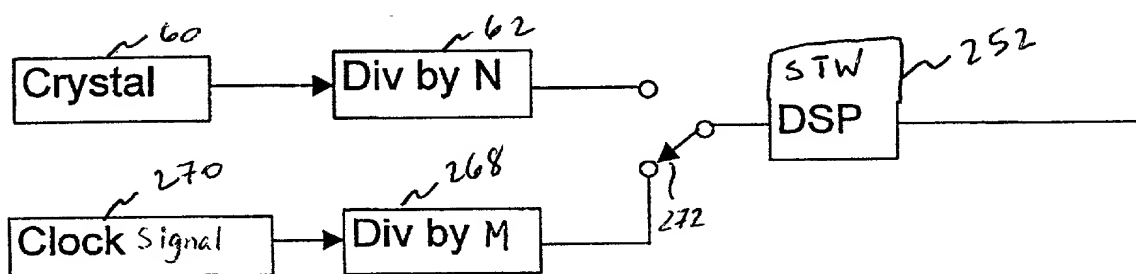 60
62
Crystal
Div by N
STW
DSP
252
270
268
Clock Signal
Div by M
272